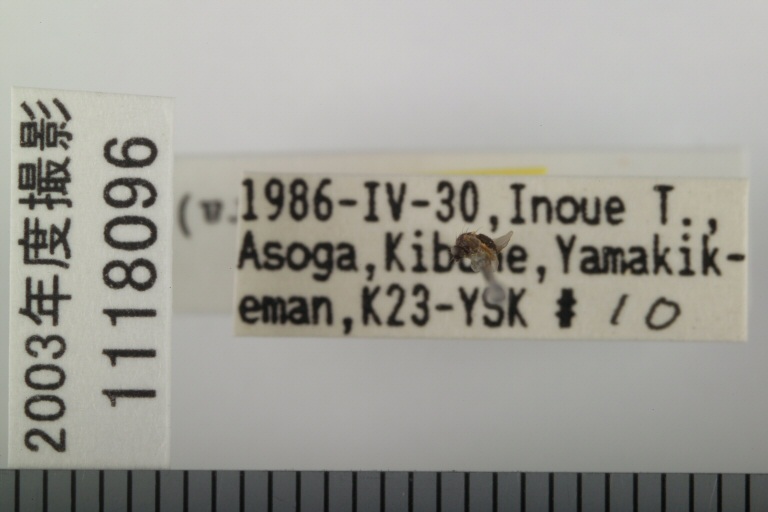 2003年度撮影
1118096
1986-IV-30, Inoue T.,
Asoga, Yamakik-
eman, K23-YSK # 10